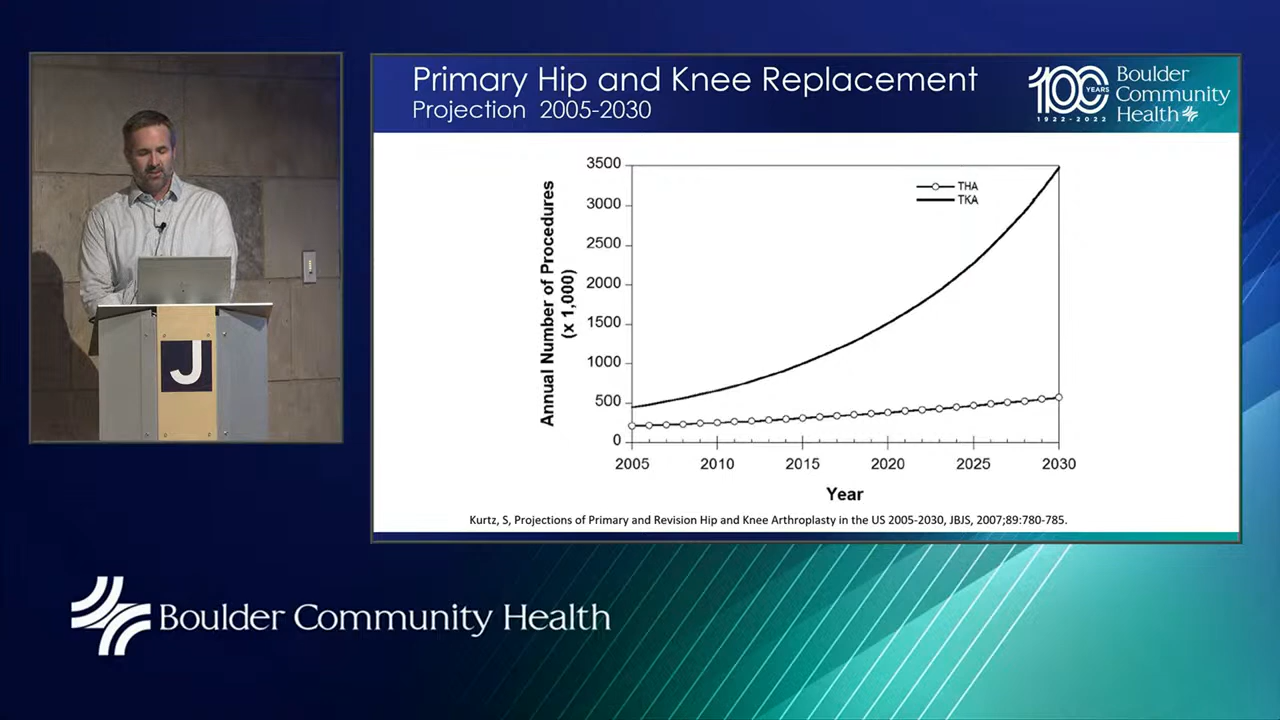 Primary Hip and Knee Replacement
Projection 2005-2030
100
YEARS
1922-2022
Boulder
Community
Health
Annual Number of Procedures
(x 1,000)
3500
3000
2500
2000
1500
1000
500
0
THA
TKA
2005 2010 2015 2020 2025 2030
Year
Kurtz, S, Projections of Primary and Revision Hip and Knee Arthroplasty in the US 2005-2030, JBJS, 2007;89:780-785.
J
Boulder Community Health